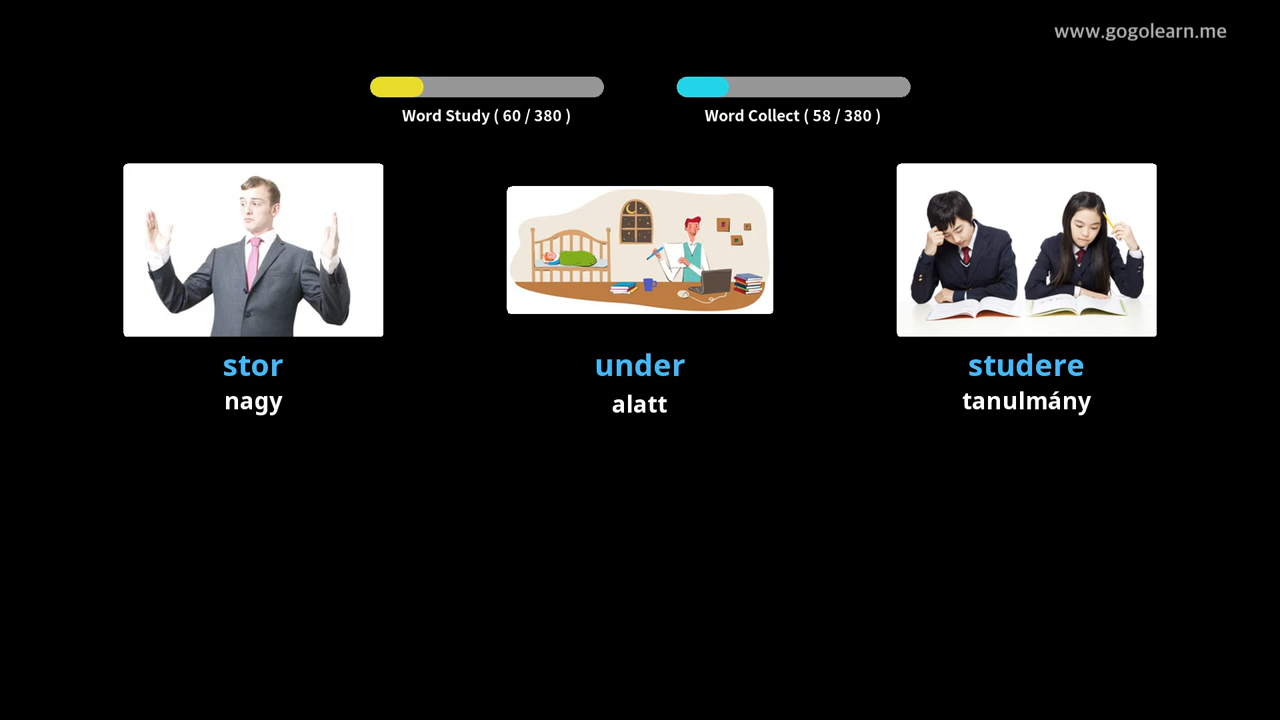 www.gogolearn.me
Word Study ( 60 / 380 )
Word Collect ( 58 / 380 )
stor
nagy
under
alatt
studere
tanulmány